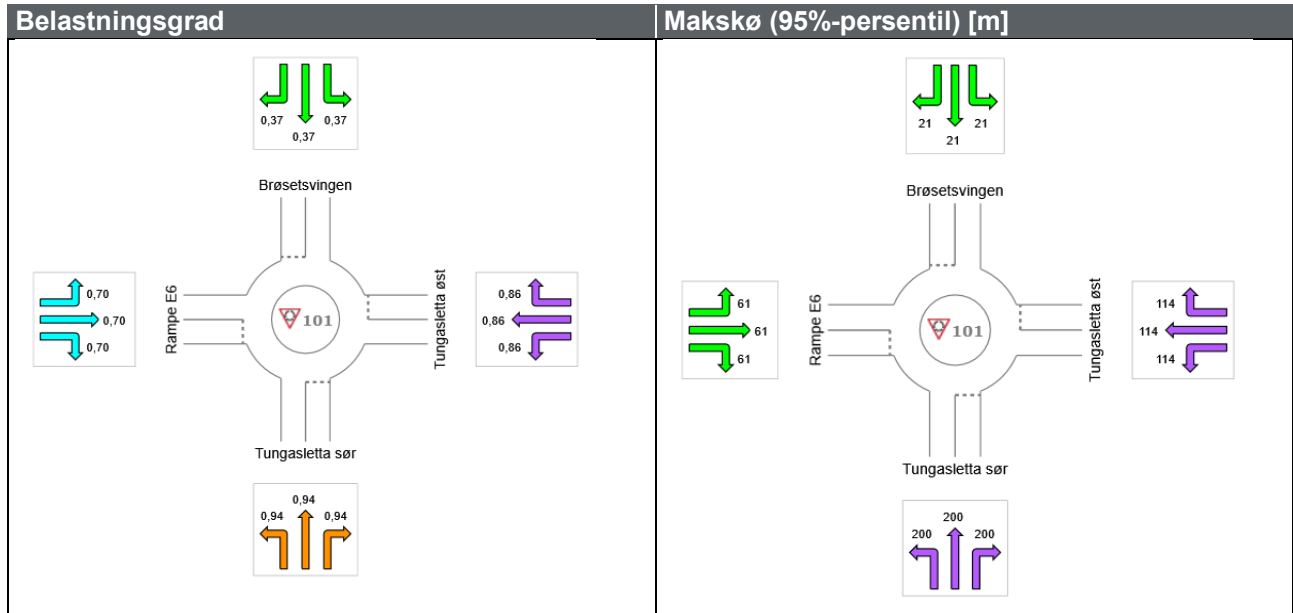 Belastningsgrad
0,37 0,37
0,37
Brøsetsvingen
0,70
0,70
0,70
Rampe E6
101
Tungasletta øst
0,86
0,86
0,86
Tungasletta sør
0,94
0,94 0,94
Makskø (95%-persentil) [m]
21 21
21
Brøsetsvingen
61
61
61
Rampe E6
101
Tungasletta øst
114
114
114
Tungasletta sør
200
200 200